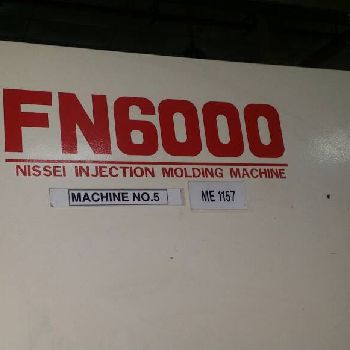 FN6000
NISSEI INJECTION MOLDING MACHINE
MACHINE NO.5 ME 1157